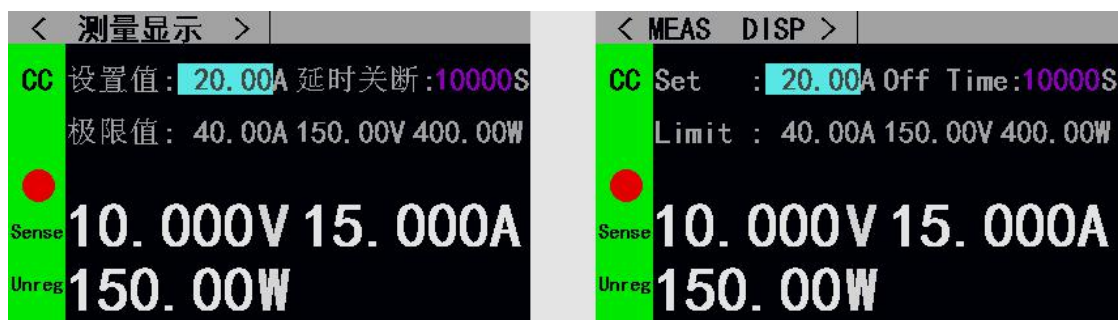 < 测量显示 >
CC 设置值: 20.00A 延时关断:10000S
极限值: 40.00A 150.00V 400.00W
Sense 10.000V 15.000A
Unreg 150.00W
< MEAS DISP >
CC Set : 20.00A Off Time:10000S
Limit : 40.00A 150.00V 400.00W
Sense 10.000V 15.000A
Unreg 150.00W